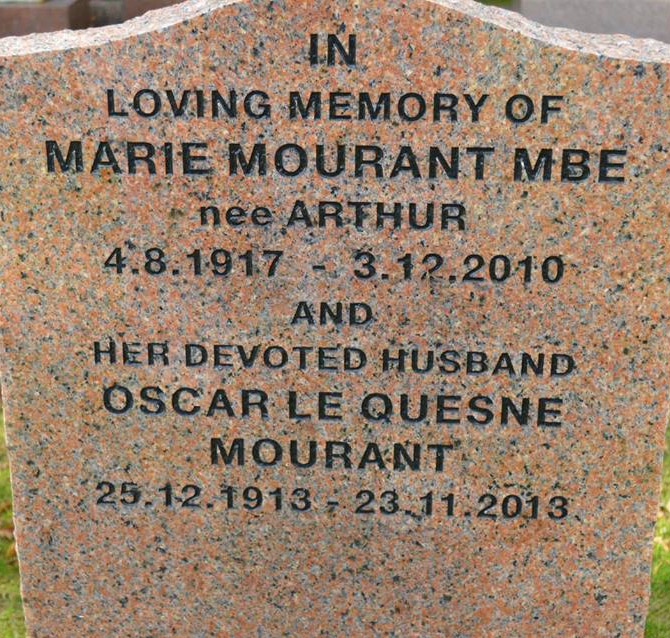 IN
LOVING MEMORY OF
MARIE MOURANT MBE
nee ARTHUR
4.8.1917 - 3.12.2010
AND
HER DEVOTED HUSBAND
OSCAR LE QUESNE
MOURANT
25.12.1913 - 23.11.2013